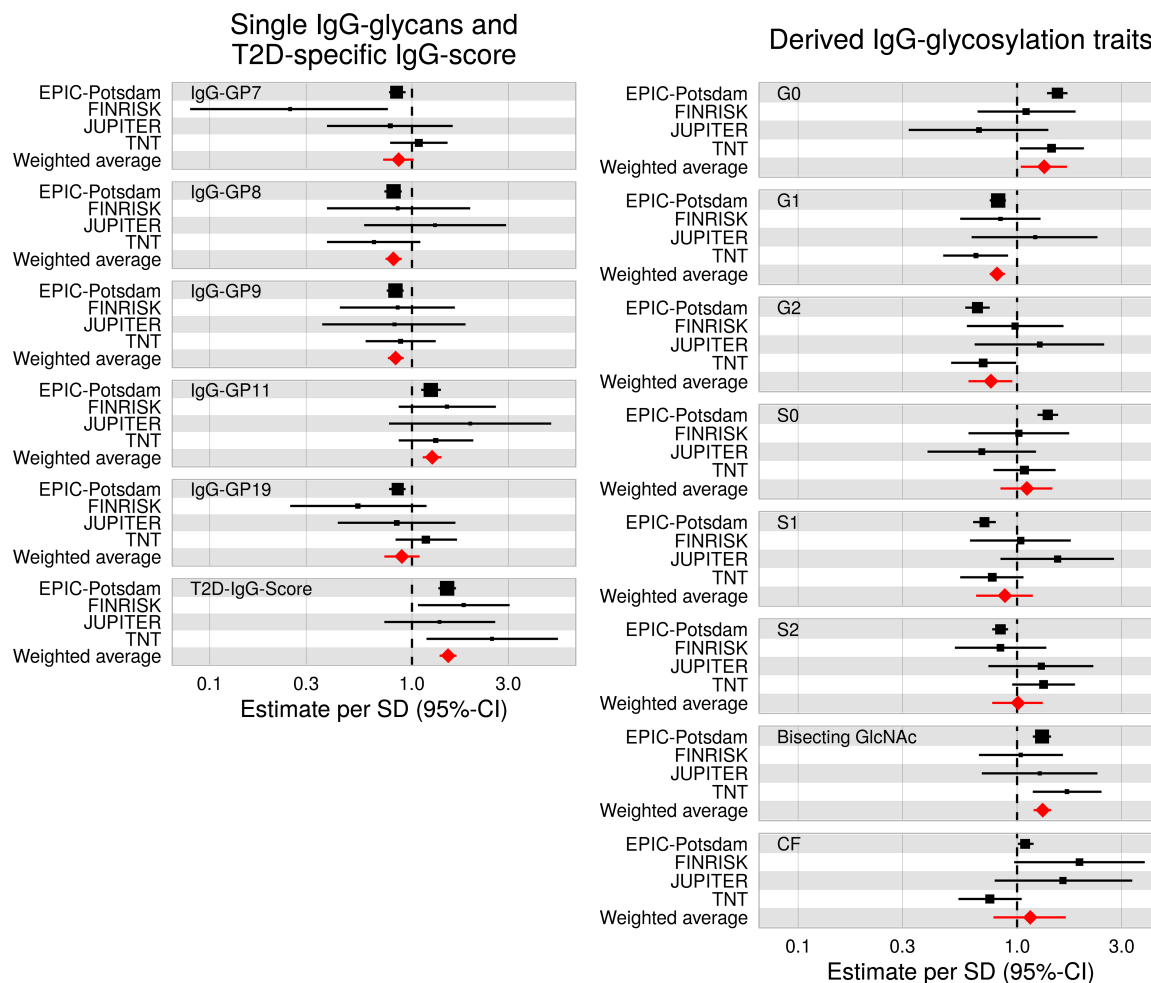 Single IgG-glycans and
T2D-specific IgG-score
EPIC-Potsdam IgG-GP7
FINRISK
JUPITER
TNT
Weighted average
EPIC-Potsdam IgG-GP8
FINRISK
JUPITER
TNT
Weighted average
EPIC-Potsdam IgG-GP9
FINRISK
JUPITER
TNT
Weighted average
EPIC-Potsdam IgG-GP11
FINRISK
JUPITER
TNT
Weighted average
EPIC-Potsdam IgG-GP19
FINRISK
JUPITER
TNT
Weighted average
EPIC-Potsdam T2D-IgG-Score
FINRISK
JUPITER
TNT
Weighted average
0.1 0.3 1.0 3.0
Estimate per SD (95%-CI)
Derived IgG-glycosylation traits
EPIC-Potsdam G0
FINRISK
JUPITER
TNT
Weighted average
EPIC-Potsdam G1
FINRISK
JUPITER
TNT
Weighted average
EPIC-Potsdam G2
FINRISK
JUPITER
TNT
Weighted average
EPIC-Potsdam S0
FINRISK
JUPITER
TNT
Weighted average
EPIC-Potsdam S1
FINRISK
JUPITER
TNT
Weighted average
EPIC-Potsdam S2
FINRISK
JUPITER
TNT
Weighted average
EPIC-Potsdam Bisecting GlcNAc
FINRISK
JUPITER
TNT
Weighted average
EPIC-Potsdam CF
FINRISK
JUPITER
TNT
Weighted average
0.1 0.3 1.0 3.0
Estimate per SD (95%-CI)